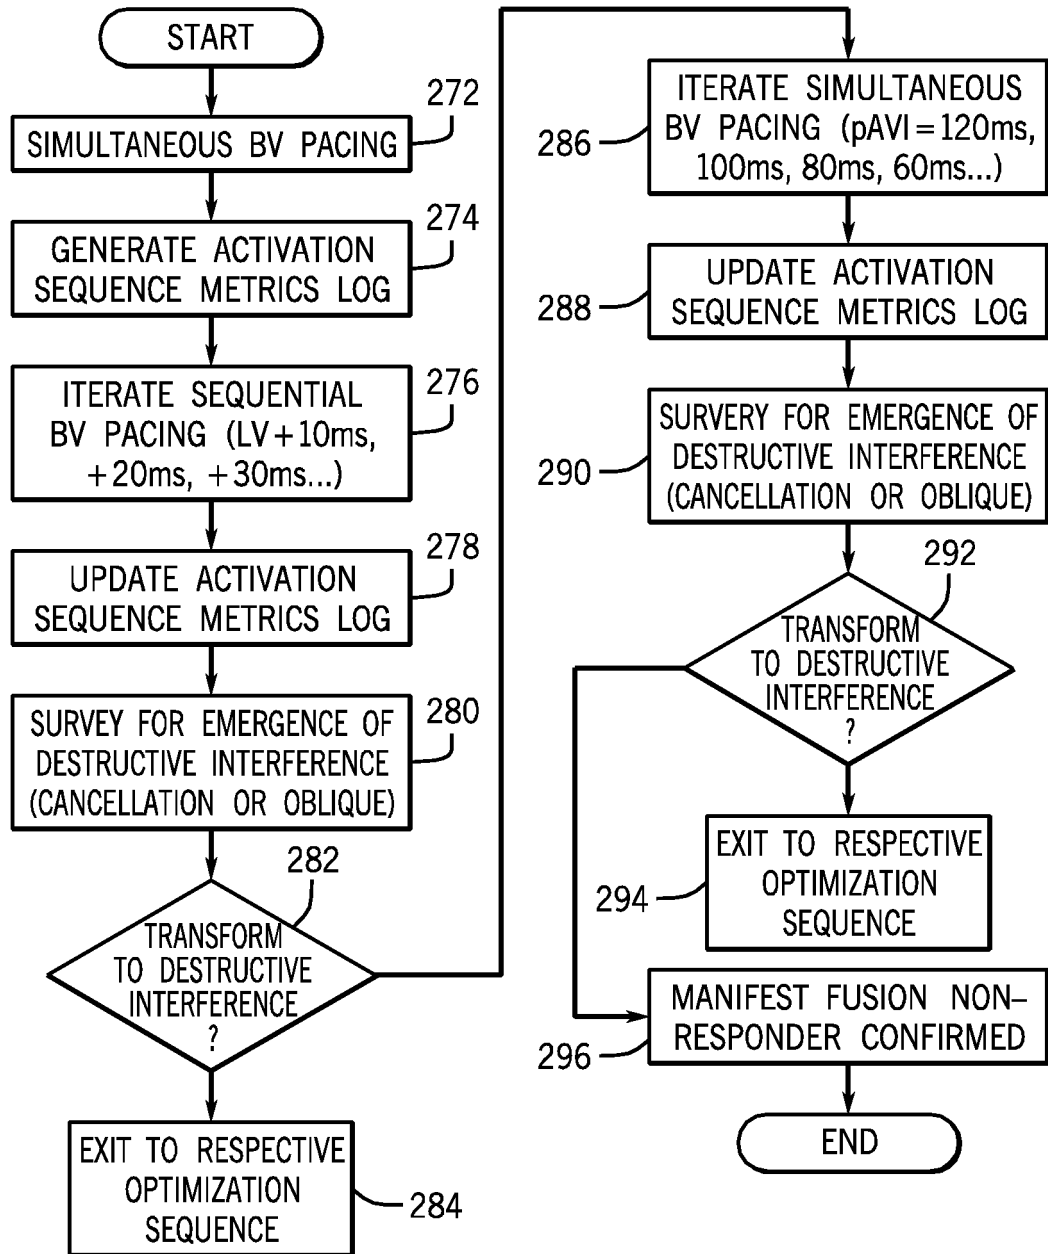 START
272
SIMULTANEOUS BV PACING
274
GENERATE ACTIVATION
SEQUENCE METRICS LOG
276
ITERATE SEQUENTIAL
BV PACING (LV+10ms,
+20ms, +30ms...)
278
UPDATE ACTIVATION
SEQUENCE METRICS LOG
280
SURVEY FOR EMERGENCE OF
DESTRUCTIVE INTERFERENCE
(CANCELLATION OR OBLIQUE)
282
TRANSFORM
TO DESTRUCTIVE
INTERFERENCE
?
EXIT TO RESPECTIVE
OPTIMIZATION
SEQUENCE
284
ITERATE SIMULTANEOUS
BV PACING (pAVI=120ms,
100ms, 80ms, 60ms...)
286
UPDATE ACTIVATION
SEQUENCE METRICS LOG
288
SURVERY FOR EMERGENCE OF
DESTRUCTIVE INTERFERENCE
(CANCELLATION OR OBLIQUE)
290
292
TRANSFORM
TO DESTRUCTIVE
INTERFERENCE
?
EXIT TO RESPECTIVE
OPTIMIZATION
SEQUENCE
294
MANIFEST FUSION NON-
RESPONDER CONFIRMED
296
END